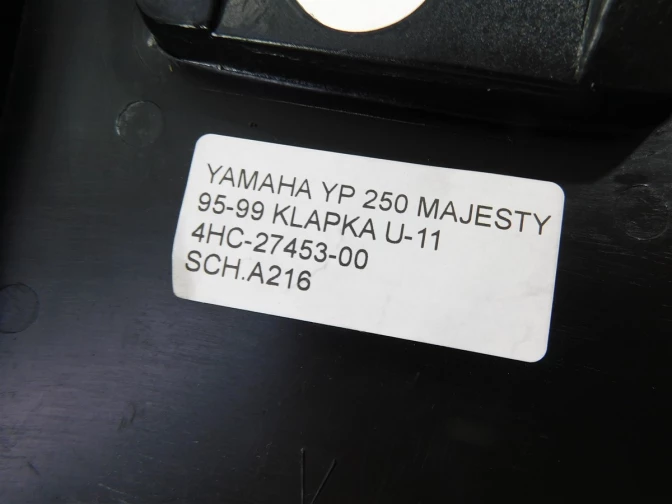 YAMAHA YP 250 MAJESTY
95-99 KLAPKA U-11
4HC-27453-00
SCH.A216